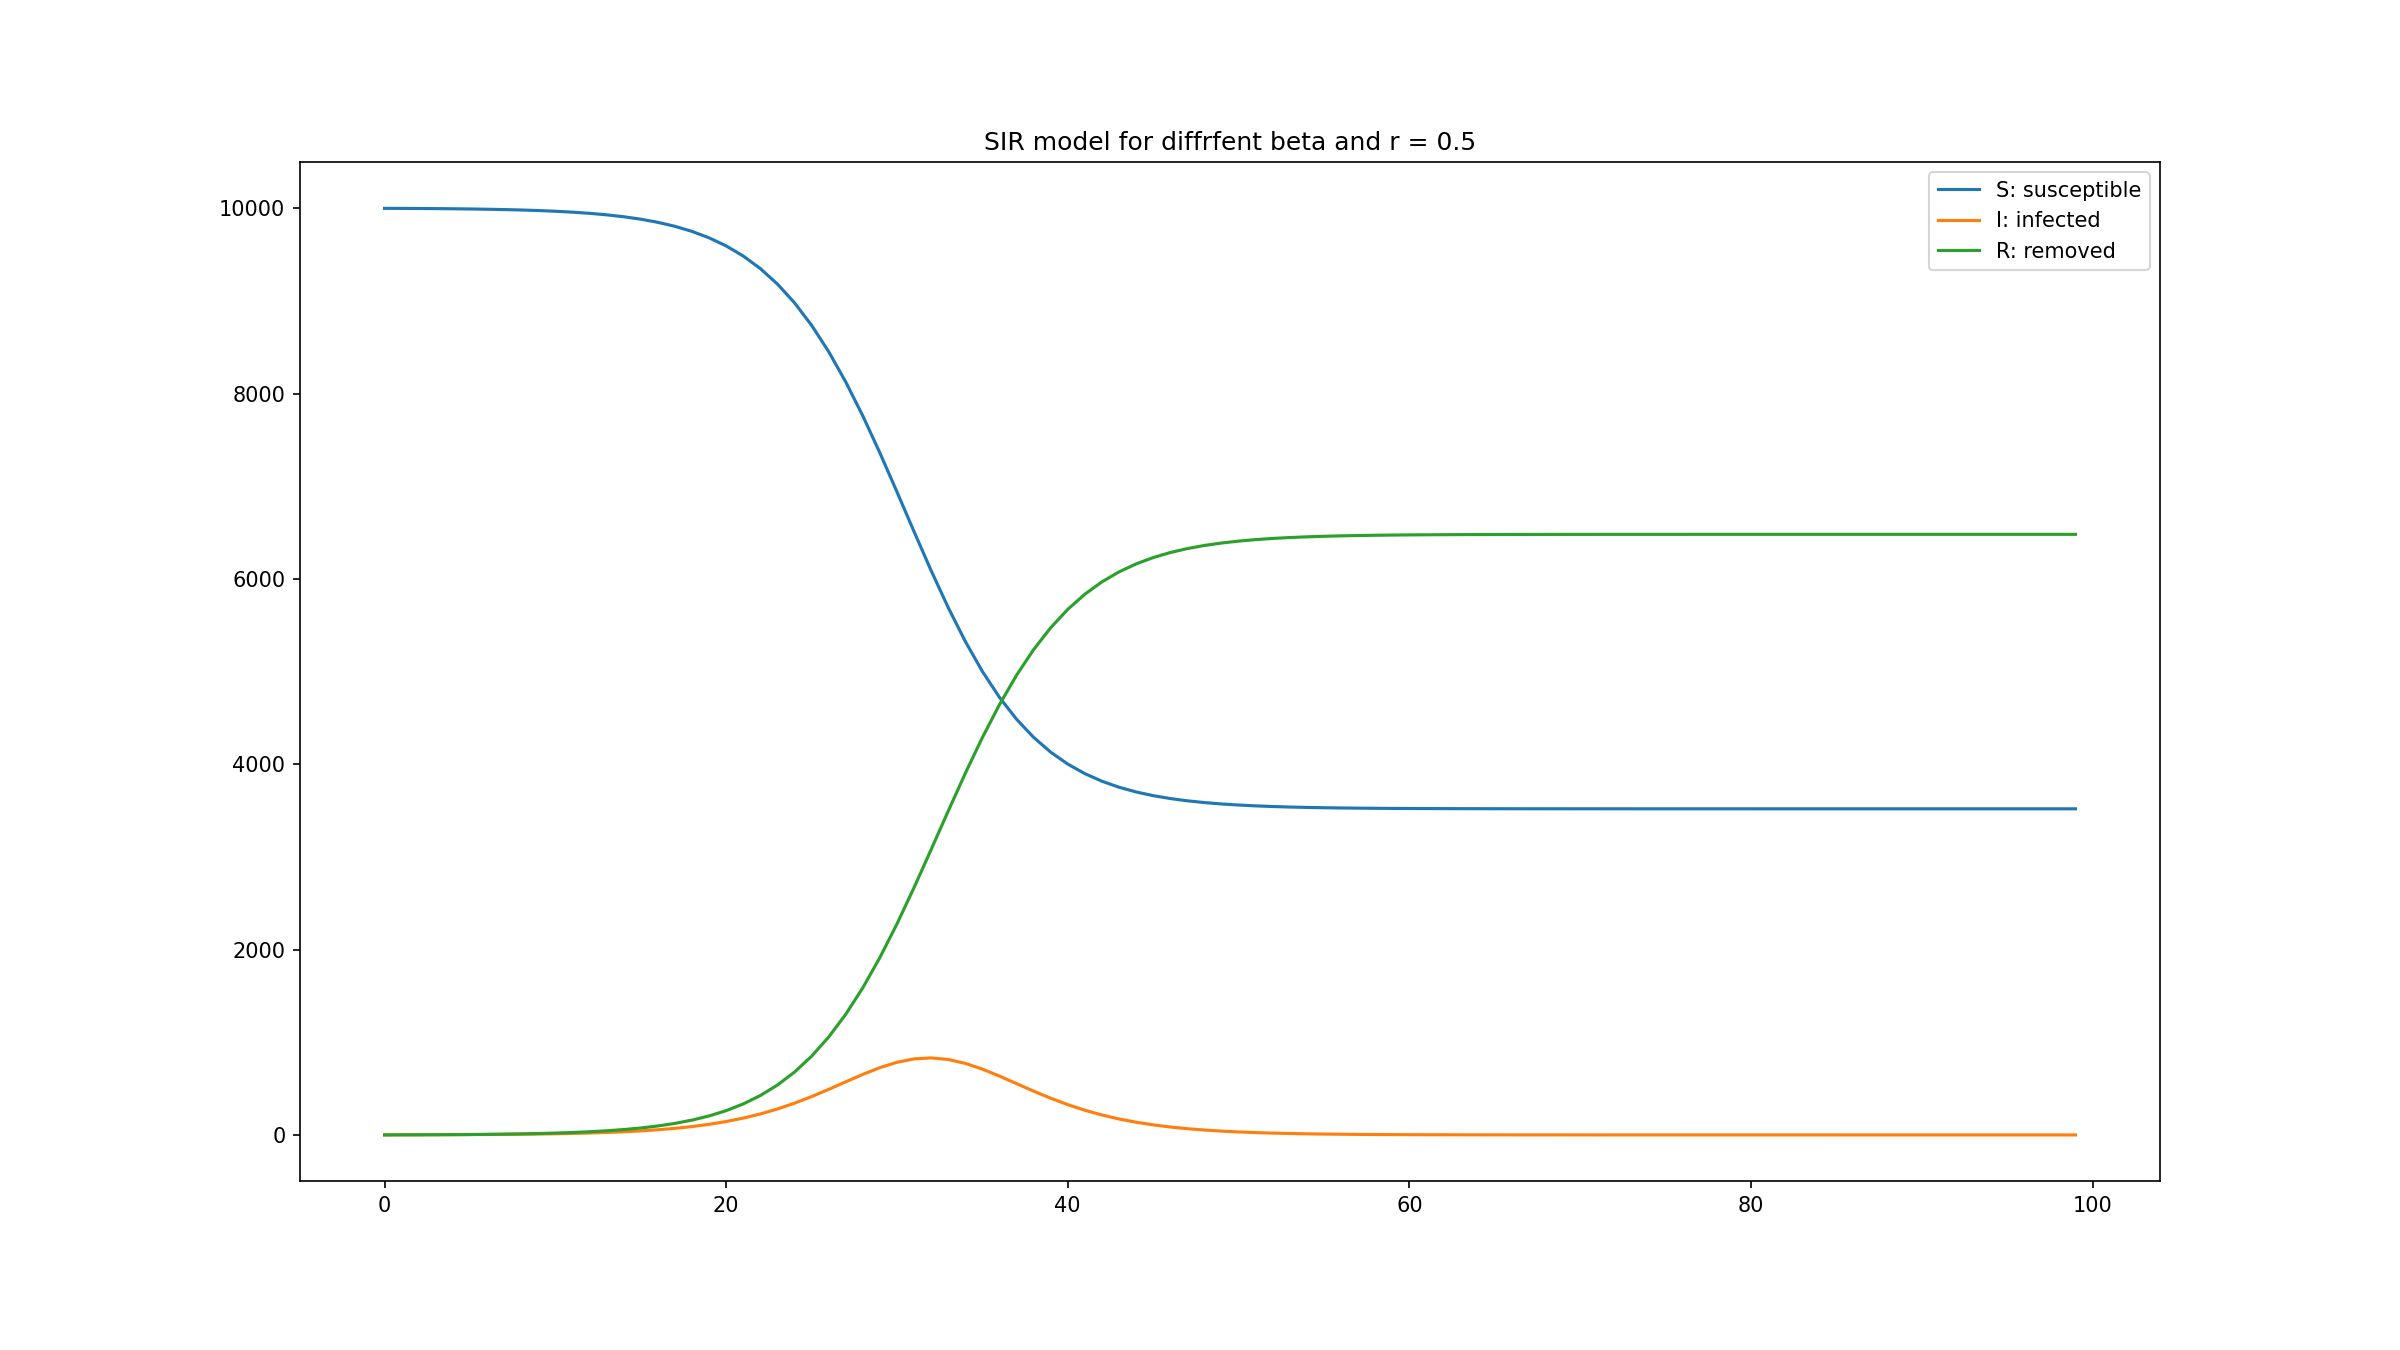 SIR model for diffrfent beta and r = 0.5
S: susceptible
I: infected
R: removed
10000
8000
6000
4000
2000
0
0 20 40 60 80 100